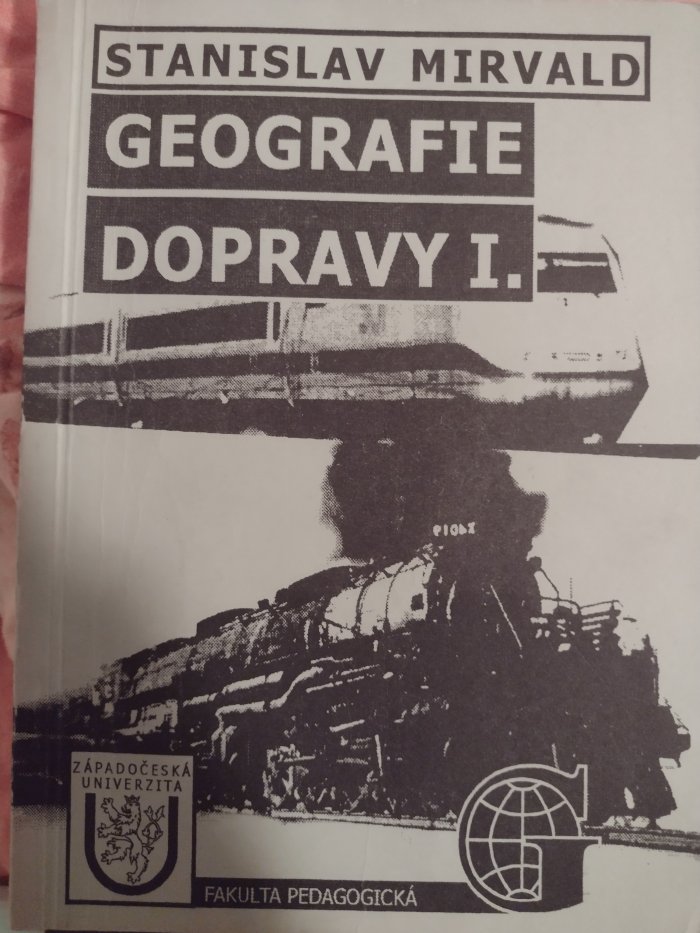 STANISLAV MIRVALD
GEOGRAFIE
DOPRAVY I.
ZÁPADOČESKÁ
UNIVERZITA
FAKULTA PEDAGOGICKÁ
G